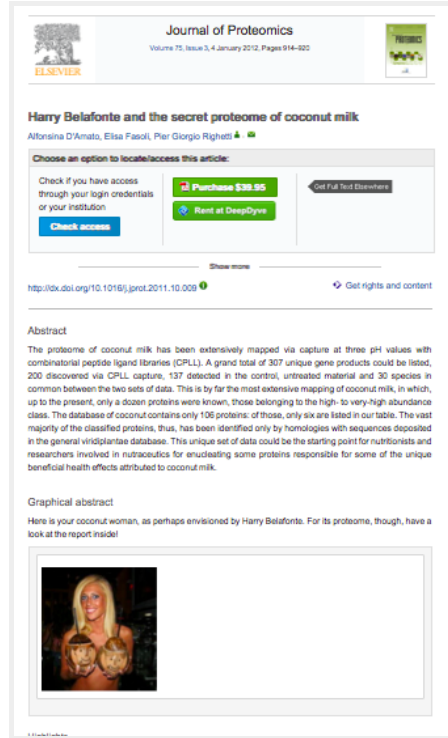 Journal of Proteomics
Volume 75, Issue 3, 4 January 2012, Pages 914–920
PROTEOMICS
ELSEVIER
Harry Belafonte and the secret proteome of coconut milk
Alfonsina D'Amato, Elisa Fasoli, Pier Giorgio Righetti
Choose an option to locate/access this article:
Check if you have access
through your login credentials
or your institution
Check access
Purchase $39.95
Rent at DeepDyve
Get Full Text Elsewhere
Show more
http://dx.doi.org/10.1016/j.jprot.2011.10.009
Get rights and content
Abstract
The proteome of coconut milk has been extensively mapped via capture at three pH values with
combinatorial peptide ligand libraries (CPLL). A grand total of 307 unique gene products could be listed,
200 discovered via CPLL capture, 137 detected in the control, untreated material and 30 species in
common between the two sets of data. This is by far the most extensive mapping of coconut milk, in which,
up to the present, only a dozen proteins were known, those belonging to the high- to very-high abundance
class. The database of coconut contains only 106 proteins: of those, only six are listed in our table. The vast
majority of the classified proteins, thus, has been identified only by homologies with sequences deposited
in the general viridiplantae database. This unique set of data could be the starting point for nutritionists and
researchers involved in nutraceutics for enucleating some proteins responsible for some of the unique
beneficial health effects attributed to coconut milk.
Graphical abstract
Here is your coconut woman, as perhaps envisioned by Harry Belafonte. For its proteome, though, have a
look at the report inside!